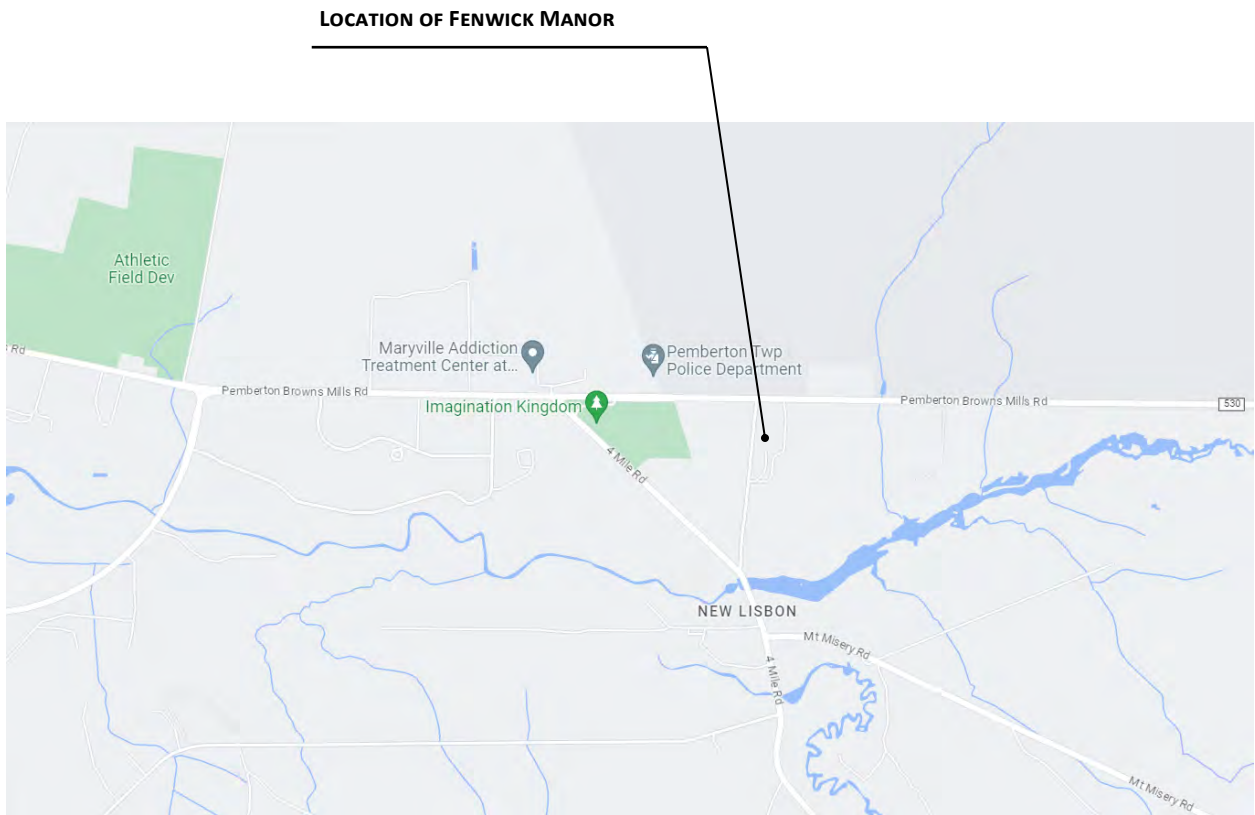 LOCATION OF FENWICK MANOR
Athletic
Field Dev
Rd
Maryville Addiction
Treatment Center at...
Pemberton Twp
Police Department
Pemberton Browns Mills Rd
Imagination Kingdom
Pemberton Browns Mills Rd
530
4 Mile Rd
NEW LISBON
Mt Misery Rd
4 Mile Rd
Mt Misery Rd